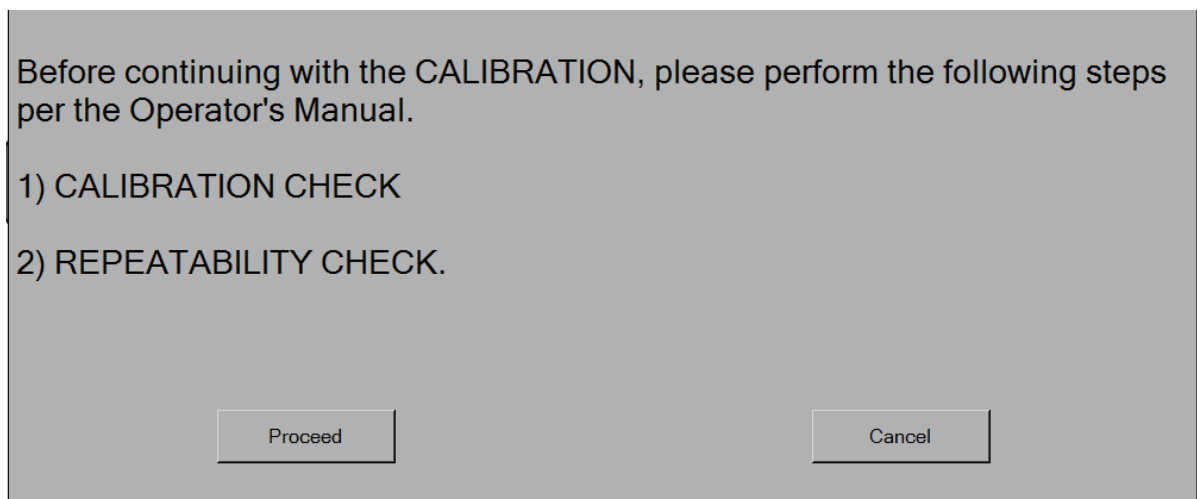 Before continuing with the CALIBRATION, please perform the following steps
per the Operator's Manual.
1) CALIBRATION CHECK
2) REPEATABILITY CHECK.
Proceed
Cancel